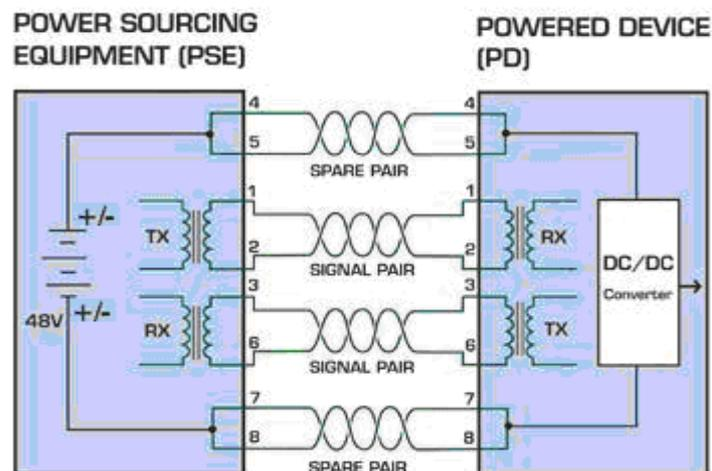 POWER SOURCING
EQUIPMENT (PSE)
POWERED DEVICE
(PD)
4
4
5
5
SPARE PAIR
+/-
1
1
TX
RX
2
2
SIGNAL PAIR
DC/DC
Converter
48V
+/-
3
3
RX
TX
6
6
SIGNAL PAIR
7
7
8
8
SPARE PAIR